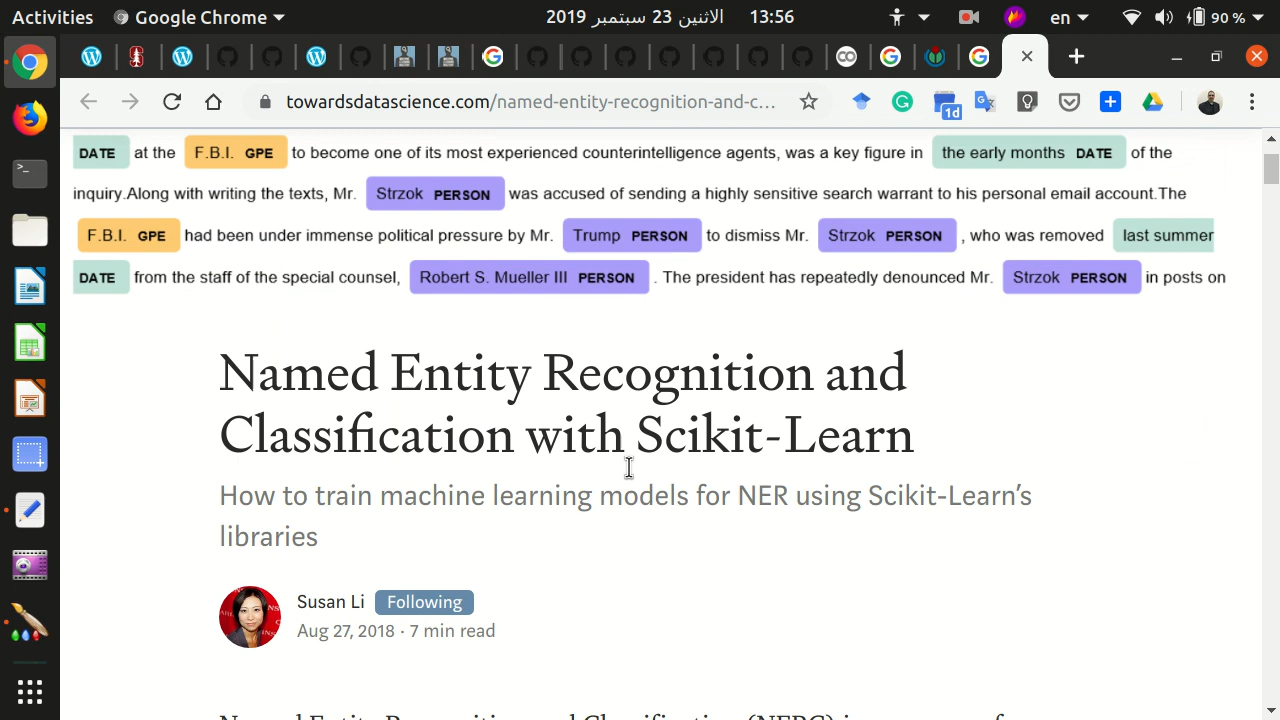 Activities Google Chrome الاثنين 23 سبتمبر 2019 13:56 en 90 %
towardsdatascience.com/named-entity-recognition-and-c... 1d
DATE at the F.B.I. GPE to become one of its most experienced counterintelligence agents, was a key figure in the early months DATE of the
inquiry.Along with writing the texts, Mr. Strzok PERSON was accused of sending a highly sensitive search warrant to his personal email account.The
F.B.I. GPE had been under immense political pressure by Mr. Trump PERSON to dismiss Mr. Strzok PERSON , who was removed last summer
DATE from the staff of the special counsel, Robert S. Mueller III PERSON . The president has repeatedly denounced Mr. Strzok PERSON in posts on
Named Entity Recognition and
Classification with Scikit-Learn
How to train machine learning models for NER using Scikit-Learn’s
libraries
Susan Li Following
Aug 27, 2018 · 7 min read